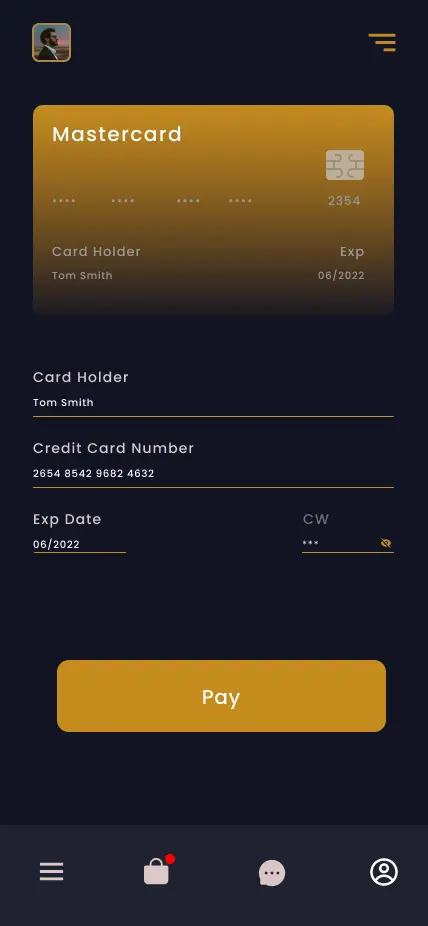 Mastercard
•••• •••• •••• •••• 2354
Card Holder Exp
Tom Smith 06/2022
Card Holder
Tom Smith
Credit Card Number
2654 8542 9682 4632
Exp Date CW
06/2022 ***
Pay